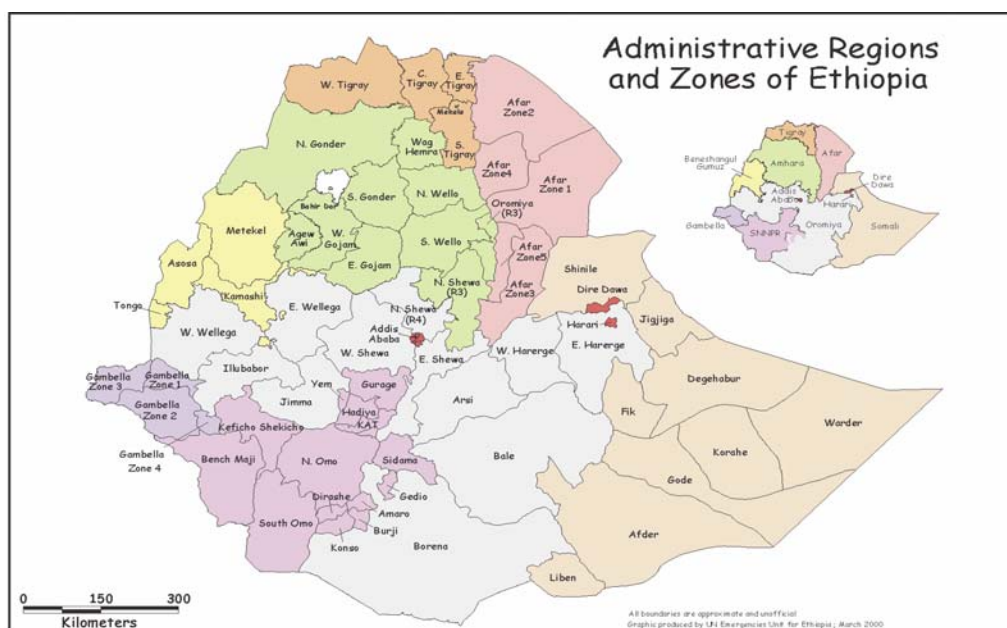 Administrative Regions
and Zones of Ethiopia
W. Tigray
C.
Tigray
E.
Tigray
Mekele
S.
Tigray
Afar
Zone2
Afar
Zone4
Afar
Zone 1
N. Gonder
Wag
Hemra
N. Wello
Oromiya
(R3)
Bahir Dar
S. Gonder
Agew
Awi
W.
Gojam
E. Gojam
S. Wello
Afar
Zone5
Afar
Zone3
N. Shewa
(R3)
Metekel
Asosa
Kamashi
Tongo
Shinile
Dire Dawa
Harari
Jigjiga
E. Wellega
W. Wellega
N. Shewa
(R4)
Addis
Ababa
W. Shewa
E. Shewa
W. Harerge
E. Harerge
Illubabor
Jimma
Yem
Gurage
Hadiya
KAT
Arsi
Bale
Fik
Degehabur
Warder
Korahe
Gode
Afder
Liben
Gambella
Zone 3
Gambella
Zone 1
Gambella
Zone 2
Gambella
Zone 4
Keficho Shekicho
Bench Maji
N. Omo
Sidama
Gedio
Dirashe
Amaro
Burji
Konso
South Omo
Borena
Tigray
Afar
Amhara
Beneshangul
Gumuz
Addis
Ababa
Dire
Dawa
Harari
Gambella
SNNPR
Oromiya
Somali
0 150 300
Kilometers
All boundaries are approximate and unofficial
Graphic produced by UN Emergencies Unit for Ethiopia; March 2000